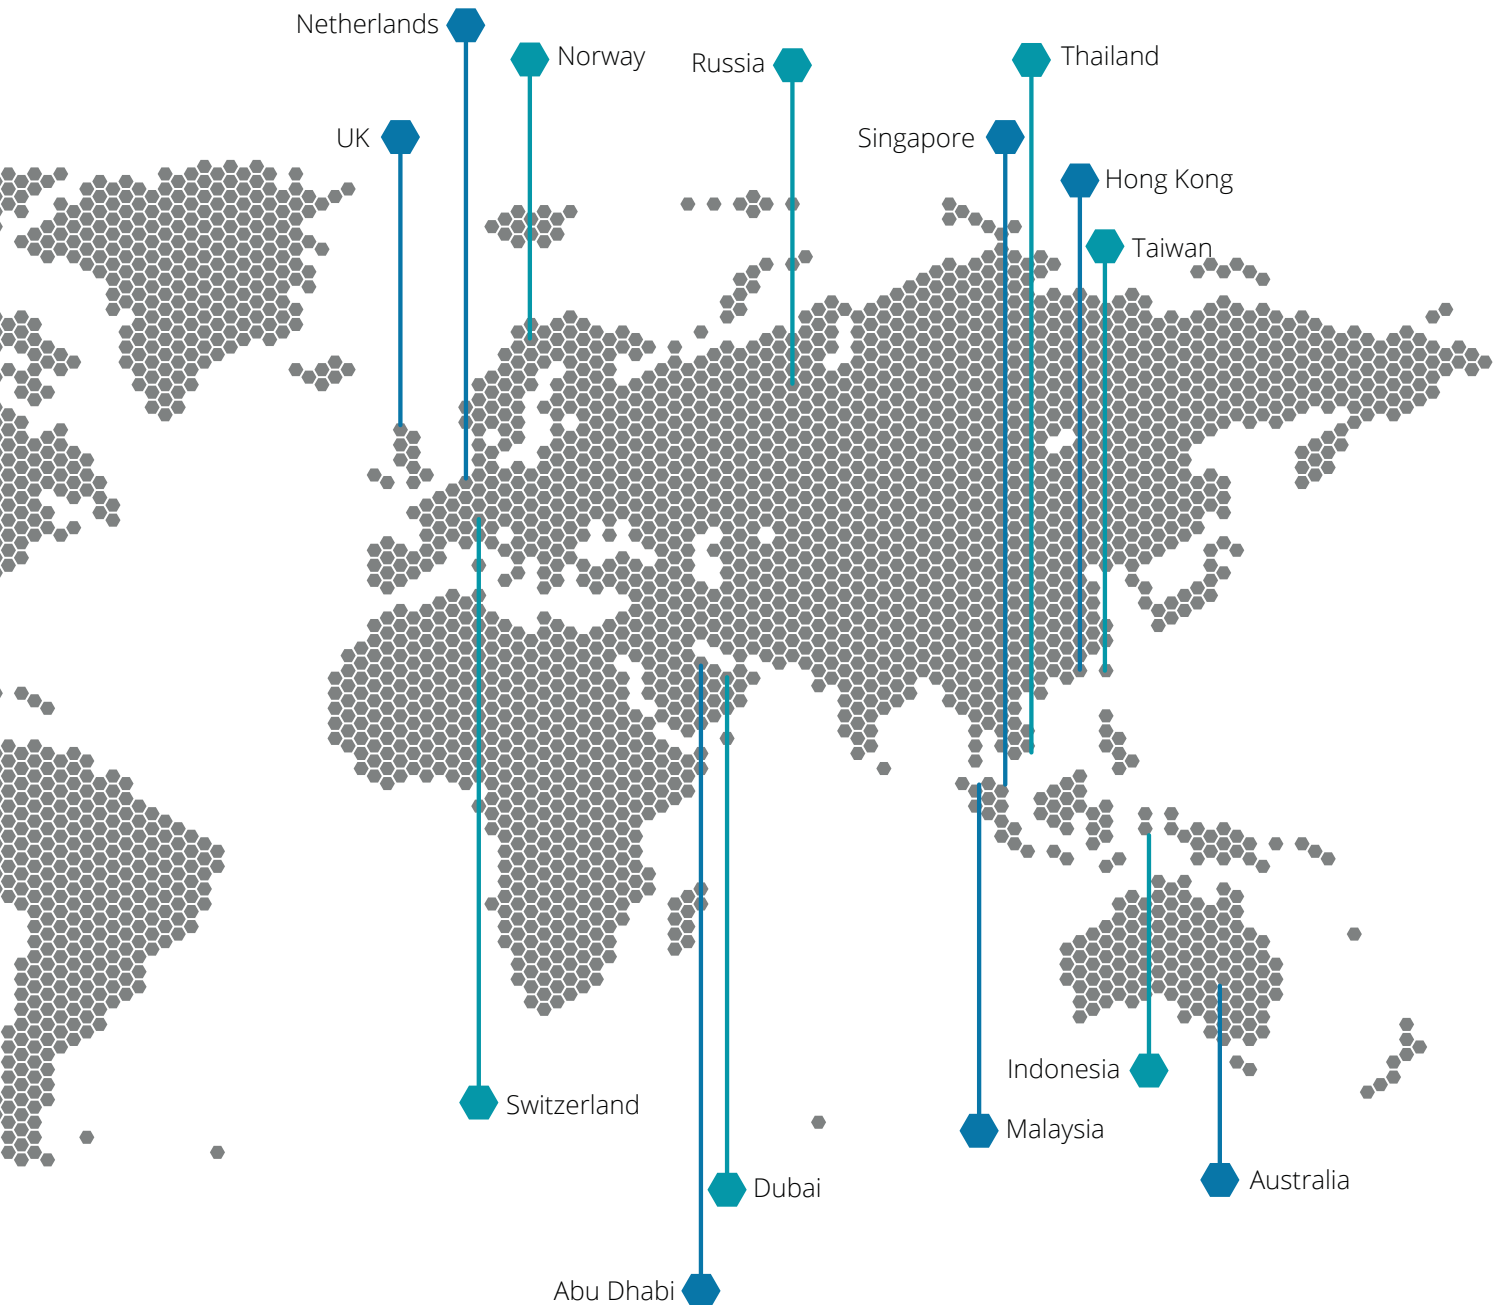 Netherlands
Norway
Russia
Thailand
UK
Singapore
Hong Kong
Taiwan
Indonesia
Switzerland
Malaysia
Australia
Dubai
Abu Dhabi